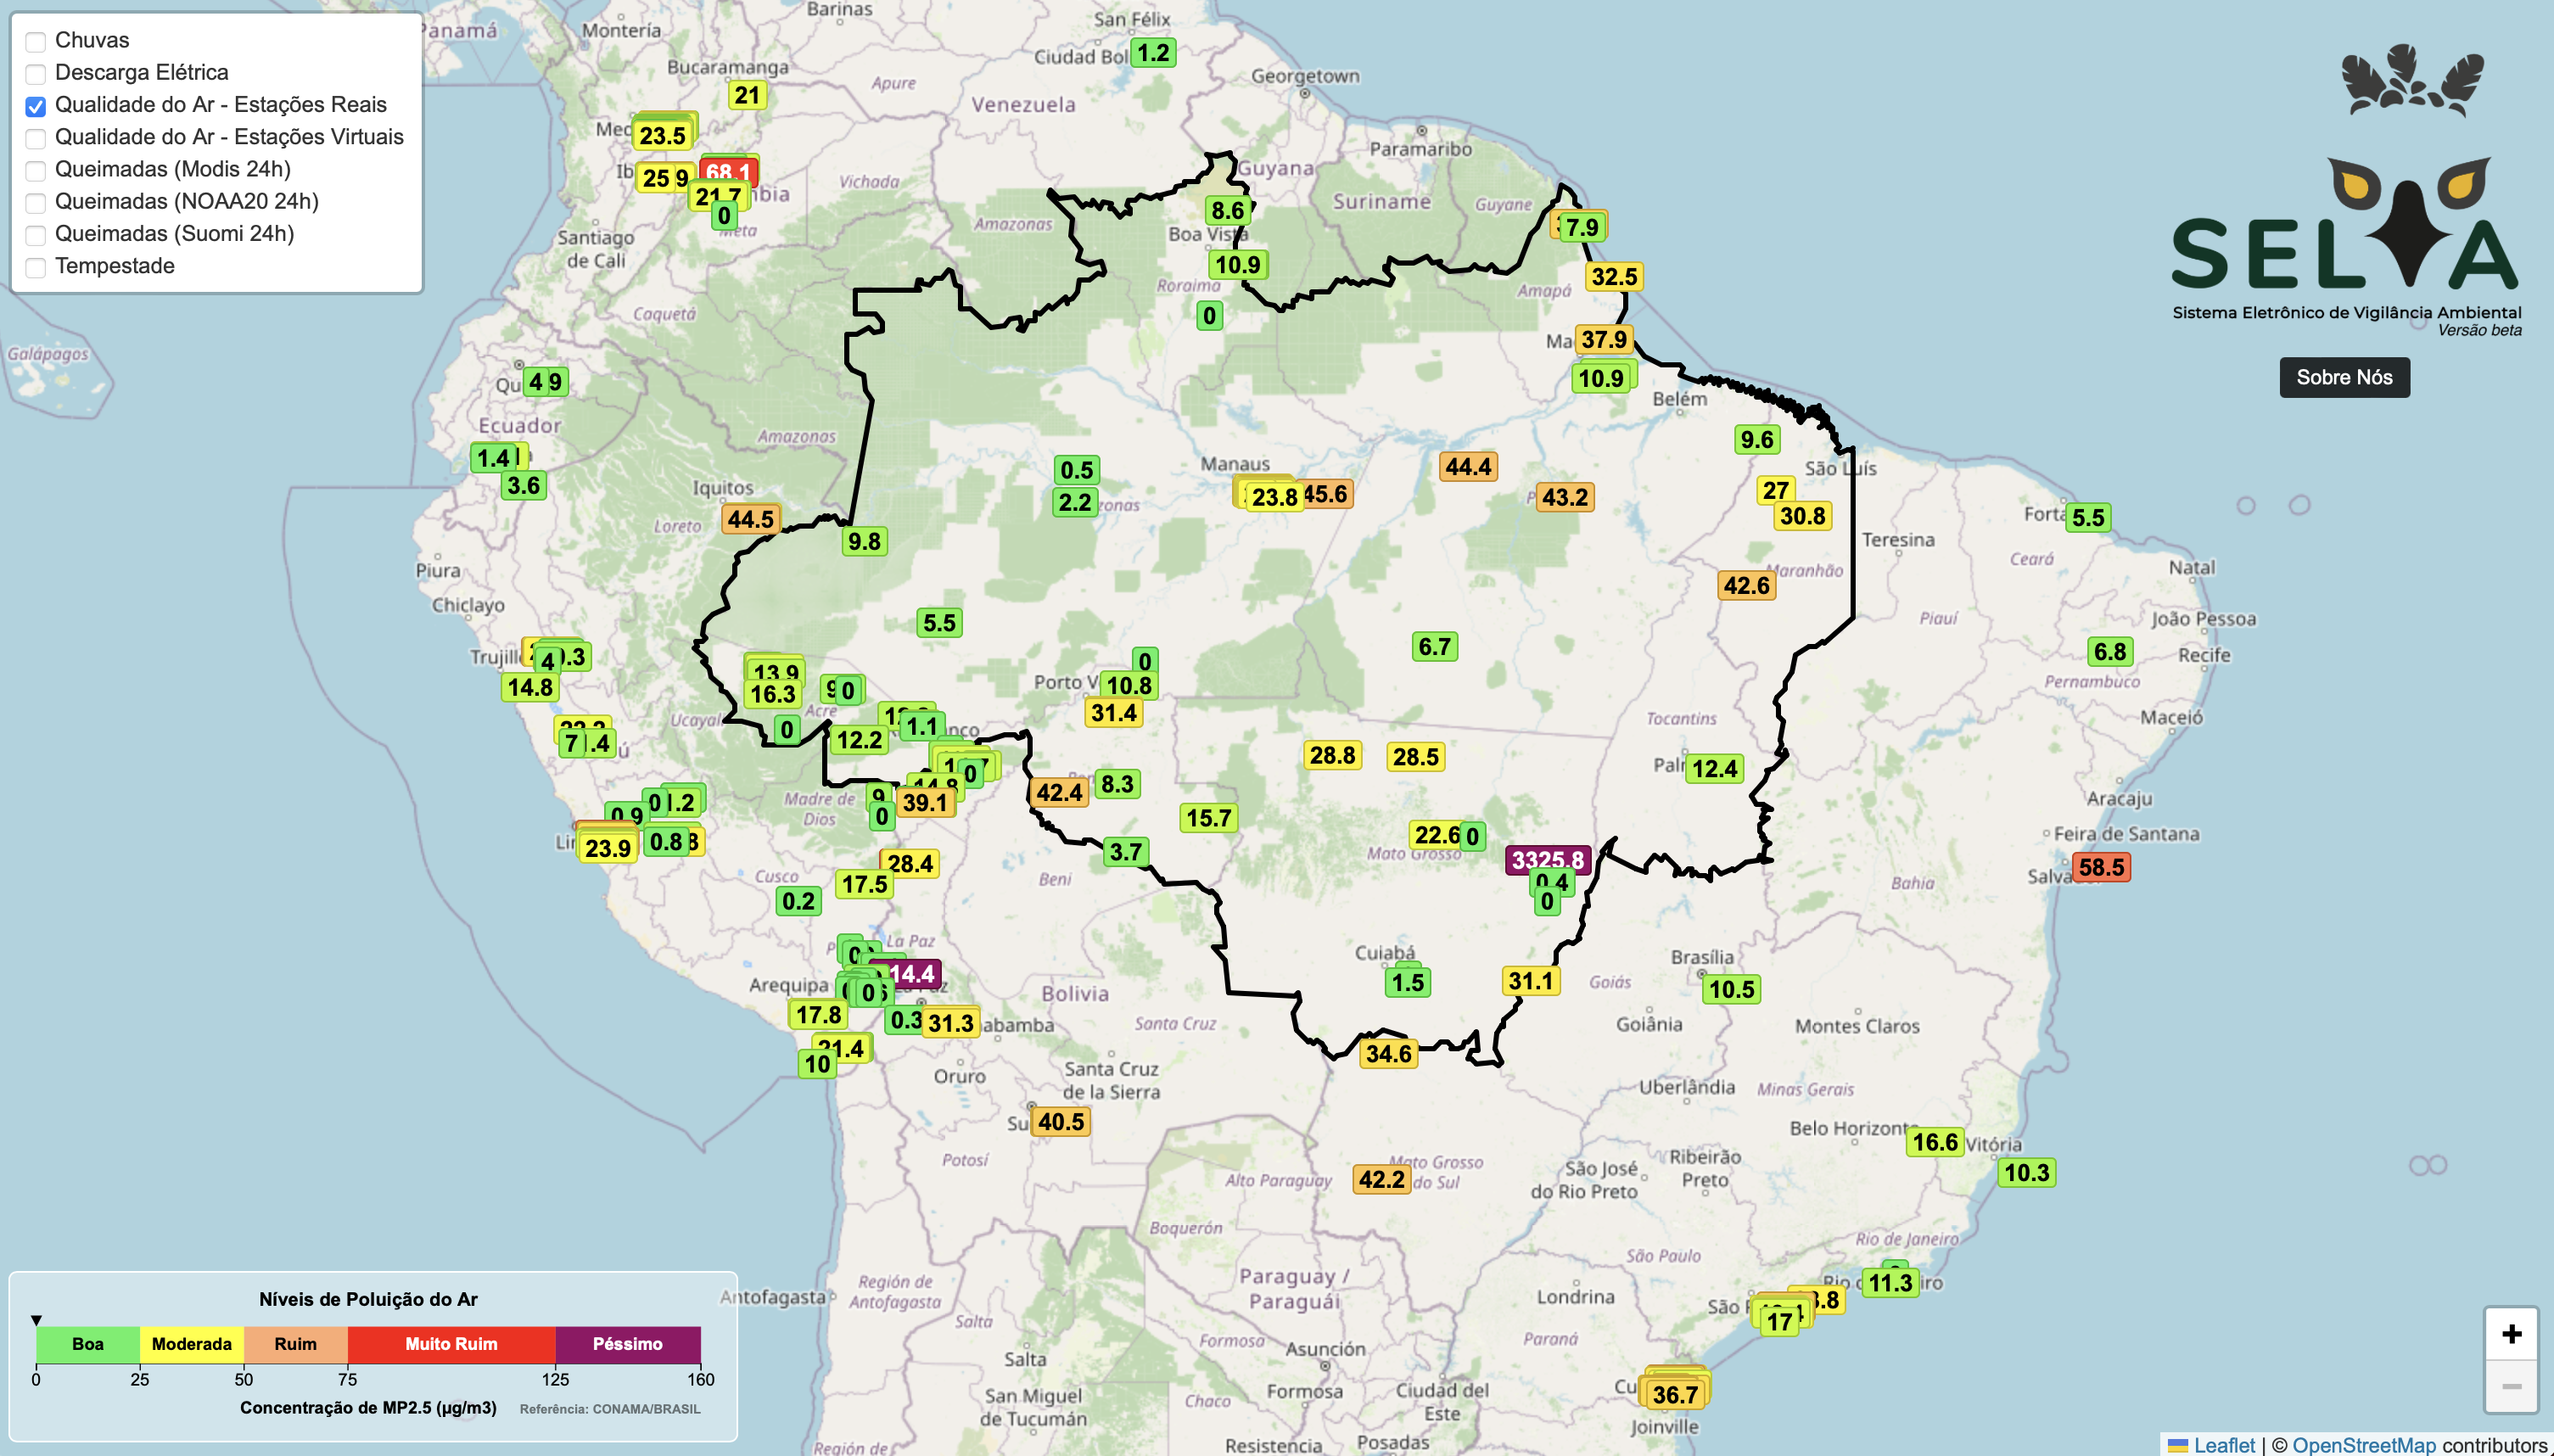 Chuvas
Descarga Elétrica
Qualidade do Ar - Estações Reais
Qualidade do Ar - Estações Virtuais
Queimadas (Modis 24h)
Queimadas (NOAA20 24h)
Queimadas (Suomi 24h)
Tempestade
SELVA
Sistema Eletrônico de Vigilância Ambiental
Versão beta
Sobre Nós
Panamá
Montería
Barinas
San Félix
Ciudad Bol
1.2
Georgetown
Bucaramanga
Apure
Venezuela
21
Paramaribo
23.5
Guyana
68.1
25
9
21.7
0
Vichada
Meta
Suriname
Guyane
Amazonas
8.6
Boa Vista
7.9
Santiago
de Cali
10.9
32.5
Roraima
Amapá
Caquetá
0
37.9
Galápagos
4
9
10.9
Belém
Ecuador
Amazonas
9.6
1.4
0.5
Manaus
44.4
São Luís
3.6
Iquitos
2.2
23.8
45.6
43.2
27
30.8
44.5
Loreto
9.8
5.5
Teresina
Ceará
Piura
42.6
Maranhão
Natal
Chiclayo
5.5
Piauí
João Pessoa
4
6.7
6.8
Recife
13.9
0
14.8
16.3
0
10.8
Pernambuco
31.4
Ucayali
Acre
1.1
Tocantins
Maceió
0
12.2
28.8
28.5
7
12.4
0
Madre de
Dios
14.8
42.4
8.3
Aracaju
0.9
39.1
0
15.7
22.6
0
Feira de Santana
23.9
0.8
3.7
Mato Grosso
3325.8
28.4
58.5
17.5
Cusco
Beni
0.4
Bahia
0.2
0
La Paz
Cuiabá
Brasília
14.4
1.5
31.1
Goiás
10.5
Arequipa
Bolivia
17.8
0.3
31.3
Santa Cruz
Goiânia
Montes Claros
21.4
10
34.6
Oruro
Santa Cruz
de la Sierra
Uberlândia
Minas Gerais
40.5
Belo Horizonte
16.6
Vitória
Potosí
Mato Grosso
do Sul
42.2
Alto Paraguay
São José
do Rio Preto
Ribeirão
Preto
10.3
Boquerón
Rio de Janeiro
São Paulo
Paraguay /
Paraguái
11.3
Antofagasta
Región de
Antofagasta
Londrina
17
Salta
Formosa
Asunción
Paraná
Salta
San Miguel
de Tucumán
Chaco
Formosa
Ciudad del
Este
36.7
Joinville
Región de
Resistencia
Posadas
Níveis de Poluição do Ar
Boa Moderada Ruim Muito Ruim Péssimo
0 25 50 75 125 160
Concentração de MP2.5 (µg/m3) Referência: CONAMA/BRASIL
+
−
Leaflet | © OpenStreetMap contributors